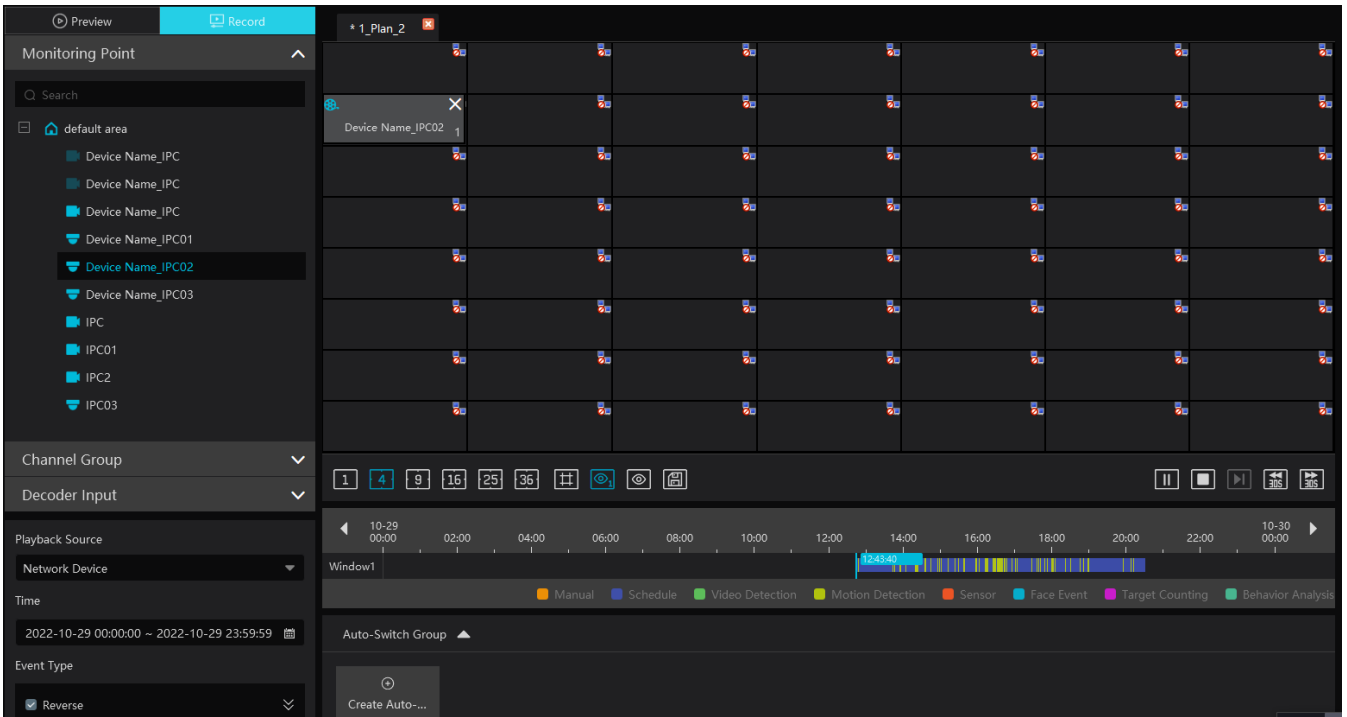 Preview
Record
* 1_Plan_2
Monitoring Point
Search
default area
Device Name_IPC
Device Name_IPC
Device Name_IPC
Device Name_IPC01
Device Name_IPC02
Device Name_IPC03
IPC
IPC01
IPC2
IPC03
Channel Group
Decoder Input
Playback Source
Network Device
Time
2022-10-29 00:00:00 ~ 2022-10-29 23:59:59
Event Type
Reverse
Device Name_IPC02
1
1 4 9 16 25 36 1 30S 30S
10-29 10-30
00:00 02:00 04:00 06:00 08:00 10:00 12:00 14:00 16:00 18:00 20:00 22:00 00:00
Window1 12:43:40
Manual Schedule Video Detection Motion Detection Sensor Face Event Target Counting Behavior Analysis
Auto-Switch Group
Create Auto-...